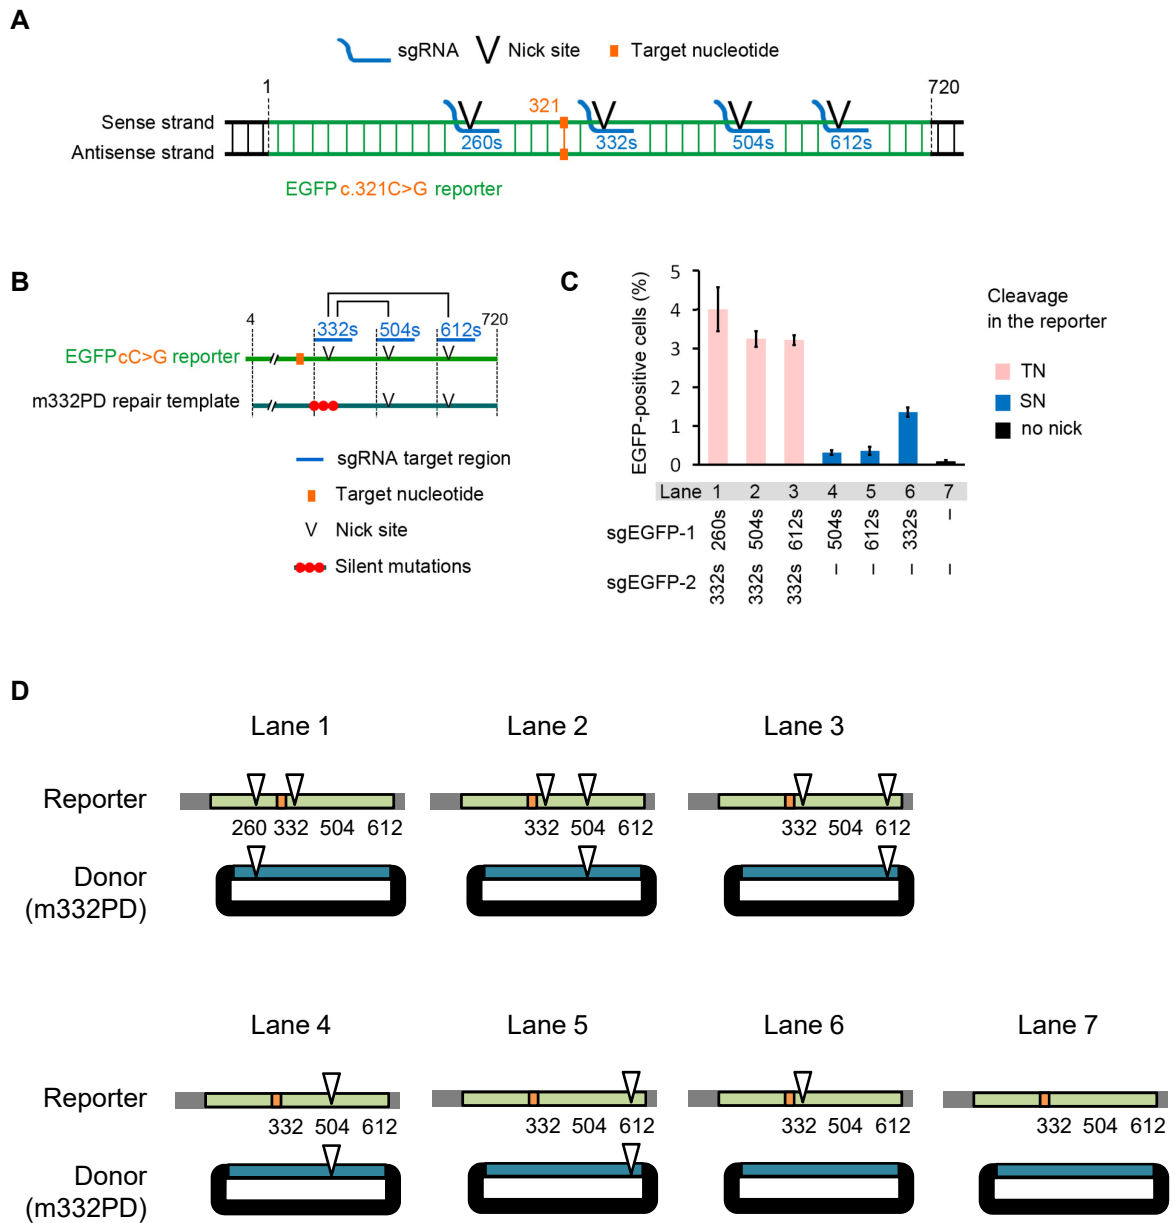 A
sgRNA Nick site Target nucleotide
1 321 720
Sense strand
260s 332s 504s 612s
Antisense strand
EGFP c.321C>G reporter
B
4 332s 504s 612s 720
EGFPcC>G reporter
m332PD repair template
sgRNA target region
Target nucleotide
V Nick site
Silent mutations
C
EGFP-positive cells (%)
5
4
3
2
1
0
Cleavage
in the reporter
TN
SN
no nick
Lane 1 2 3 4 5 6 7
sgEGFP-1 260s 504s 612s 504s 612s 332s –
sgEGFP-2 332s 332s 332s – – – –
D
Lane 1 Lane 2 Lane 3
Reporter
260 332 504 612 332 504 612 332 504 612
Donor
(m332PD)
Lane 4 Lane 5 Lane 6 Lane 7
Reporter
332 504 612 332 504 612 332 504 612 332 504 612
Donor
(m332PD)